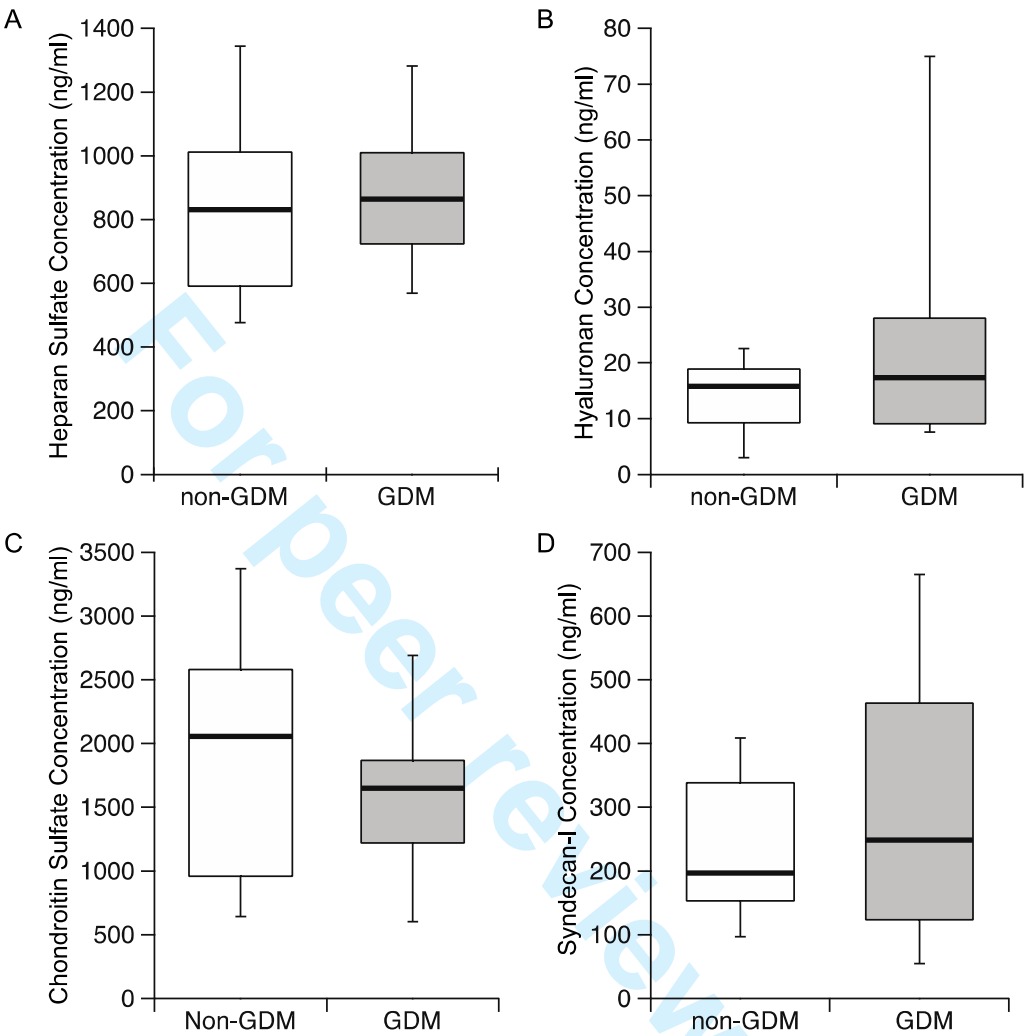 A
Heparan Sulfate Concentration (ng/ml)
1400
1200
1000
800
600
400
200
0
non-GDM GDM
B
Hyaluronan Concentration (ng/ml)
80
70
60
50
40
30
20
10
0
non-GDM GDM
C
Chondroitin Sulfate Concentration (ng/ml)
3500
3000
2500
2000
1500
1000
500
0
Non-GDM GDM
D
Syndecan-I Concentration (ng/ml)
700
600
500
400
300
200
100
0
non-GDM GDM
For peer review